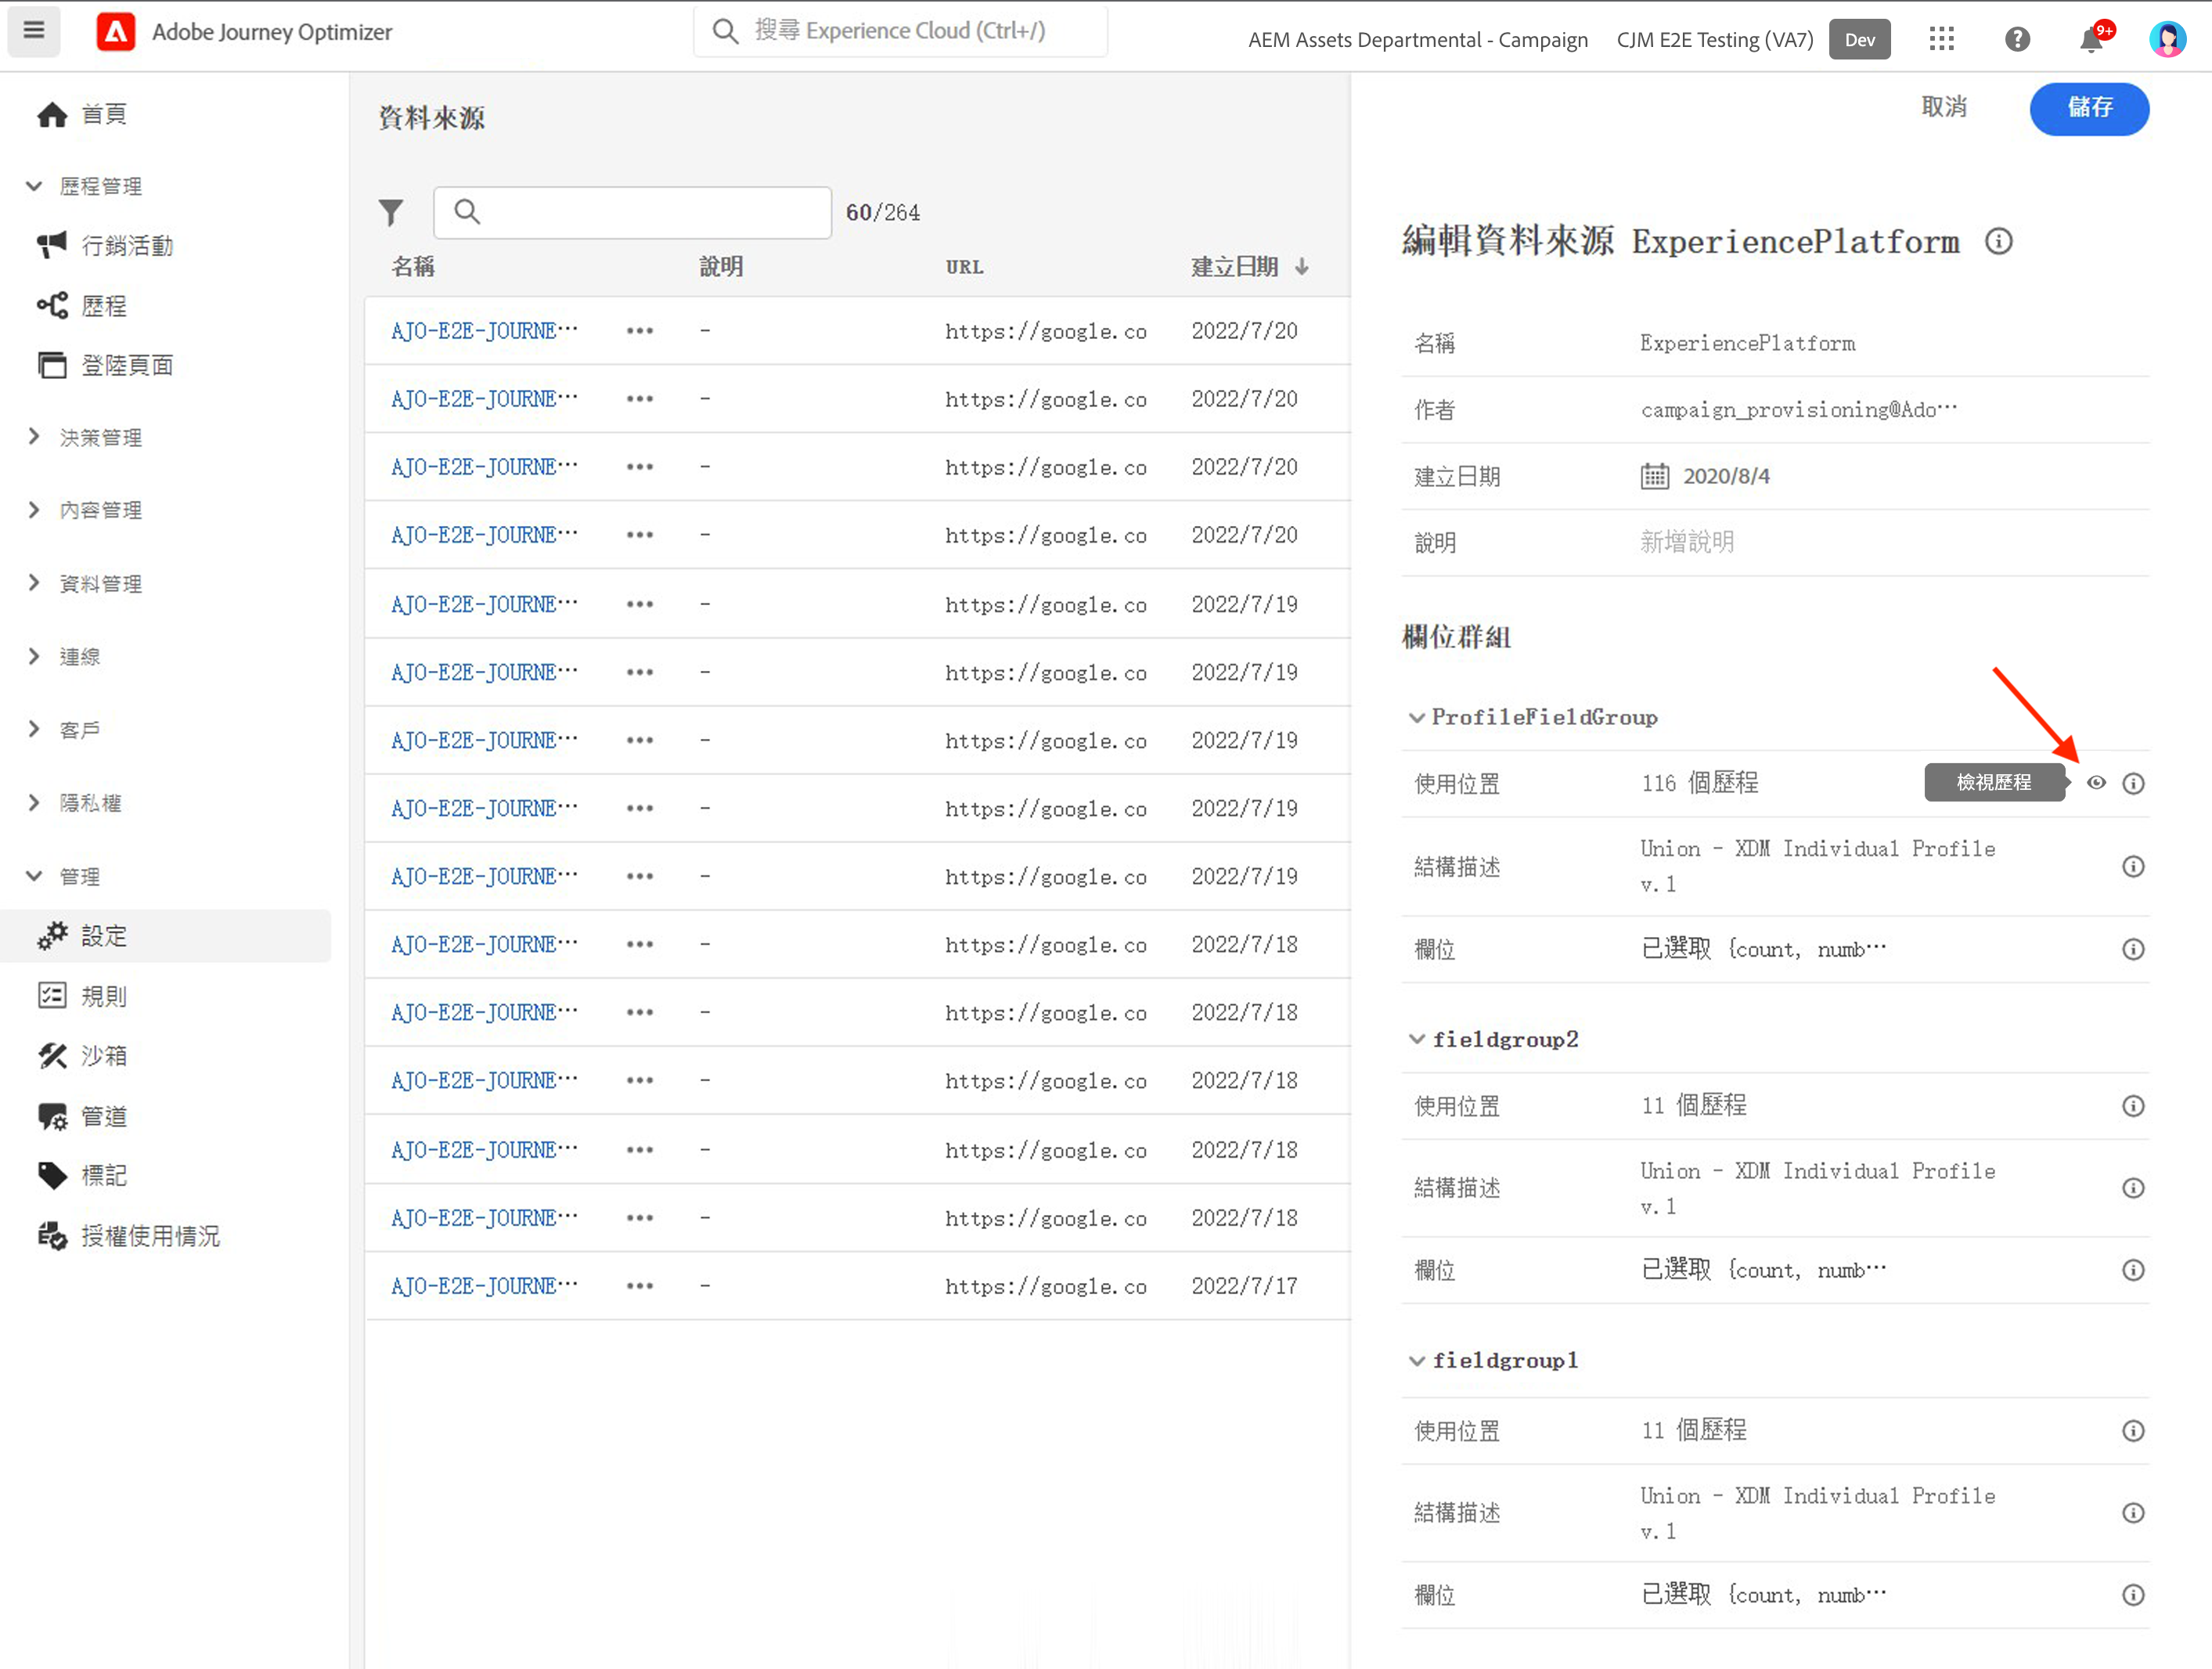 Adobe Journey Optimizer
搜尋 Experience Cloud (Ctrl+/)
AEM Assets Departmental - Campaign
CJM E2E Testing (VA7)
Dev
9+
首頁
歷程管理
行銷活動
歷程
登陸頁面
決策管理
內容管理
資料管理
連線
客戶
隱私權
管理
設定
規則
沙箱
管道
標記
授權使用情況
資料來源
60/264
名稱 說明 URL 建立日期
AJO-E2E-JOURNE… ••• - https://google.co 2022/7/20
AJO-E2E-JOURNE… ••• - https://google.co 2022/7/20
AJO-E2E-JOURNE… ••• - https://google.co 2022/7/20
AJO-E2E-JOURNE… ••• - https://google.co 2022/7/20
AJO-E2E-JOURNE… ••• - https://google.co 2022/7/19
AJO-E2E-JOURNE… ••• - https://google.co 2022/7/19
AJO-E2E-JOURNE… ••• - https://google.co 2022/7/19
AJO-E2E-JOURNE… ••• - https://google.co 2022/7/19
AJO-E2E-JOURNE… ••• - https://google.co 2022/7/19
AJO-E2E-JOURNE… ••• - https://google.co 2022/7/18
AJO-E2E-JOURNE… ••• - https://google.co 2022/7/18
AJO-E2E-JOURNE… ••• - https://google.co 2022/7/18
AJO-E2E-JOURNE… ••• - https://google.co 2022/7/18
AJO-E2E-JOURNE… ••• - https://google.co 2022/7/18
AJO-E2E-JOURNE… ••• - https://google.co 2022/7/17
取消
儲存
編輯資料來源 ExperiencePlatform
名稱 ExperiencePlatform
作者 campaign_provisioning@Ado…
建立日期 2020/8/4
說明 新增說明
欄位群組
ProfileFieldGroup
使用位置 116 個歷程 檢視歷程
結構描述 Union - XDM Individual Profile
v.1
欄位 已選取 {count, numb…
fieldgroup2
使用位置 11 個歷程
結構描述 Union - XDM Individual Profile
v.1
欄位 已選取 {count, numb…
fieldgroup1
使用位置 11 個歷程
結構描述 Union - XDM Individual Profile
v.1
欄位 已選取 {count, numb…